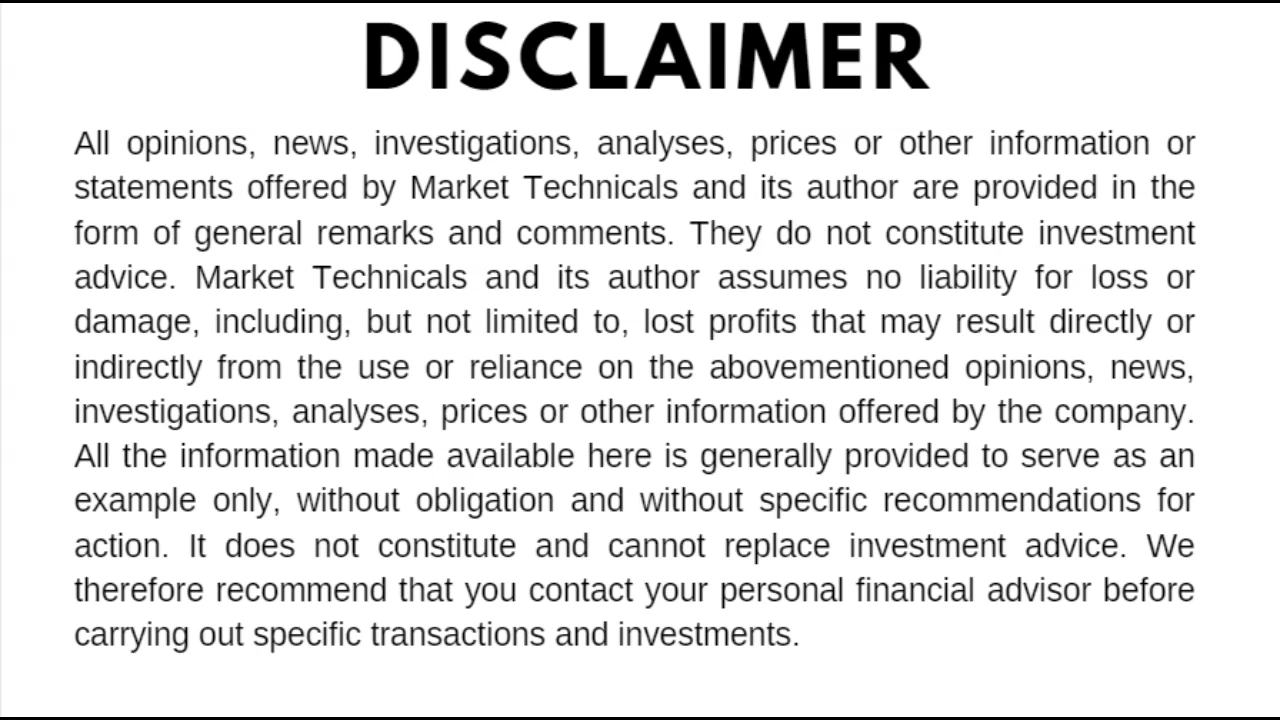 DISCLAIMER
All opinions, news, investigations, analyses, prices or other information or
statements offered by Market Technicals and its author are provided in the
form of general remarks and comments. They do not constitute investment
advice. Market Technicals and its author assumes no liability for loss or
damage, including, but not limited to, lost profits that may result directly or
indirectly from the use or reliance on the abovementioned opinions, news,
investigations, analyses, prices or other information offered by the company.
All the information made available here is generally provided to serve as an
example only, without obligation and without specific recommendations for
action. It does not constitute and cannot replace investment advice. We
therefore recommend that you contact your personal financial advisor before
carrying out specific transactions and investments.